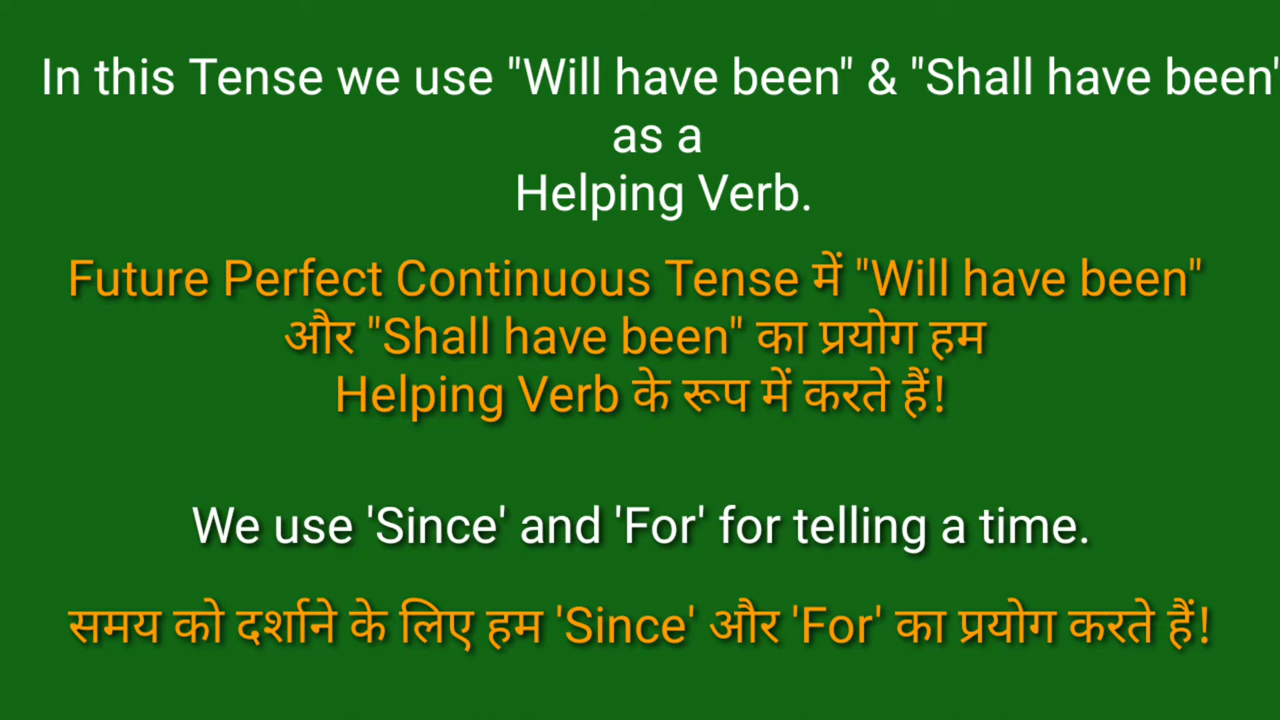 In this Tense we use "Will have been" & "Shall have been"
as a
Helping Verb.
Future Perfect Continuous Tense में "Will have been"
और "Shall have been" का प्रयोग हम
Helping Verb के रूप में करते हैं!
We use 'Since' and 'For' for telling a time.
समय को दर्शाने के लिए हम 'Since' और 'For' का प्रयोग करते हैं!